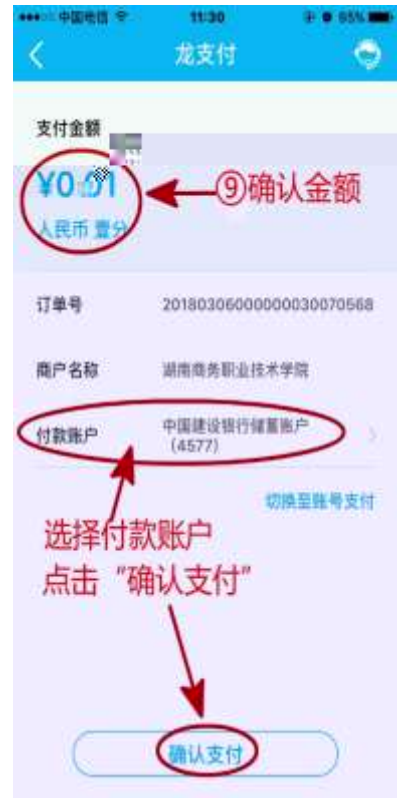 中国电信 11:30 65%
龙支付
支付金额
¥0.01
⑨确认金额
人民币 壹分
订单号 20180306000000030070568
商户名称 湖南商务职业技术学院
付款账户 中国建设银行储蓄账户
(4577)
切换至账号支付
选择付款账户
点击“确认支付”
确认支付